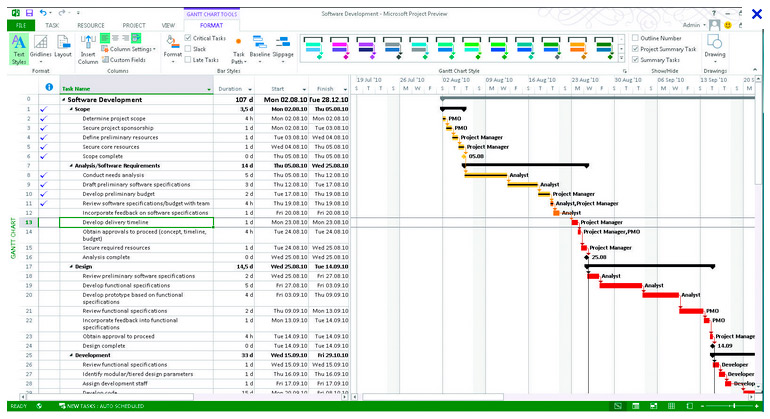 GANTT CHART TOOLS
Software Development - Microsoft Project Preview
FILE TASK RESOURCE PROJECT VIEW FORMAT
Admin
Text Styles
Gridlines
Layout
Insert Column
Column Settings
Custom Fields
Critical Tasks
Slack
Late Tasks
Task Path
Baseline
Slippage
Outline Number
Project Summary Task
Summary Tasks
Drawing
Format Columns Bar Styles Gantt Chart Style Show/Hide Drawings
Task Name Duration Start Finish
19 Jul '10 26 Jul '10 02 Aug '10 09 Aug '10 16 Aug '10 23 Aug '10 30 Aug '10 06 Sep '10 13 Sep '10
0 Software Development 107 d Mon 02.08.10 Tue 28.12.10
1 Scope 3,5 d Mon 02.08.10 Thu 05.08.10
2 Determine project scope 4 h Mon 02.08.10 Mon 02.08.10 PMO
3 Secure project sponsorship 1 d Mon 02.08.10 Tue 03.08.10 PMO
4 Define preliminary resources 1 d Tue 03.08.10 Wed 04.08.10 Project Manager
5 Secure core resources 1 d Wed 04.08.10 Thu 05.08.10 Project Manager
6 Scope complete 0 d Thu 05.08.10 Thu 05.08.10 05.08
7 Analysis/Software Requirements 14 d Thu 05.08.10 Wed 25.08.10
8 Conduct needs analysis 5 d Thu 05.08.10 Thu 12.08.10 Analyst
9 Draft preliminary software specifications 3 d Thu 12.08.10 Tue 17.08.10 Analyst
10 Develop preliminary budget 2 d Tue 17.08.10 Thu 19.08.10 Project Manager
11 Review software specifications/budget with team 4 h Thu 19.08.10 Thu 19.08.10 Analyst,Project Manager
12 Incorporate feedback on software specifications 1 d Fri 20.08.10 Fri 20.08.10 Analyst
13 Develop delivery timeline 1 d Mon 23.08.10 Mon 23.08.10 Project Manager
14 Obtain approvals to proceed (concept, timeline, budget) 4 h Tue 24.08.10 Tue 24.08.10 Project Manager,PMO
15 Secure required resources 1 d Tue 24.08.10 Wed 25.08.10 Project Manager
16 Analysis complete 0 d Wed 25.08.10 Wed 25.08.10 25.08
17 Design 14,5 d Wed 25.08.10 Tue 14.09.10
18 Review preliminary software specifications 2 d Wed 25.08.10 Fri 27.08.10 Analyst
19 Develop functional specifications 5 d Fri 27.08.10 Fri 03.09.10 Analyst
20 Develop prototype based on functional specifications 4 d Fri 03.09.10 Thu 09.09.10 Analyst
21 Review functional specifications 2 d Thu 09.09.10 Mon 13.09.10 PMO
22 Incorporate feedback into functional specifications 1 d Mon 13.09.10 Tue 14.09.10 PMO
23 Obtain approval to proceed 4 h Tue 14.09.10 Tue 14.09.10 Project Manager
24 Design complete 0 d Tue 14.09.10 Tue 14.09.10 14.09
25 Development 33 d Wed 15.09.10 Fri 29.10.10
26 Review functional specifications 1 d Wed 15.09.10 Wed 15.09.10 Developer
27 Identify modular/tiered design parameters 1 d Thu 16.09.10 Thu 16.09.10 Developer
28 Assign development staff 1 d Fri 17.09.10 Fri 17.09.10 Developer
Develop code 15 d Mon 20.09.10
GANTT CHART
READY NEW TASKS : AUTO SCHEDULED